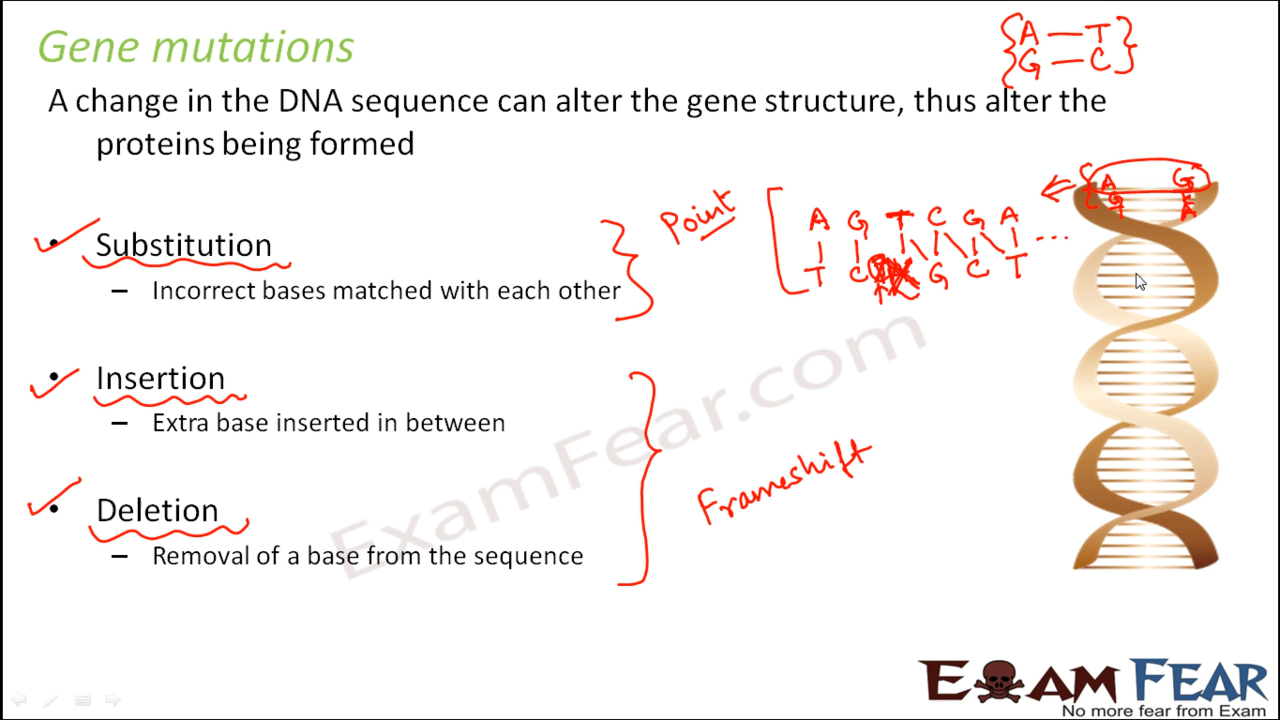 Gene mutations
A — T
G — C
A change in the DNA sequence can alter the gene structure, thus alter the
proteins being formed
• Substitution
– Incorrect bases matched with each other
Point
A G T C G A ...
T C G C T
A G
G
T A
• Insertion
– Extra base inserted in between
• Deletion
– Removal of a base from the sequence
Frameshift
ExamFear.com
EXAM FEAR
No more fear from Exam